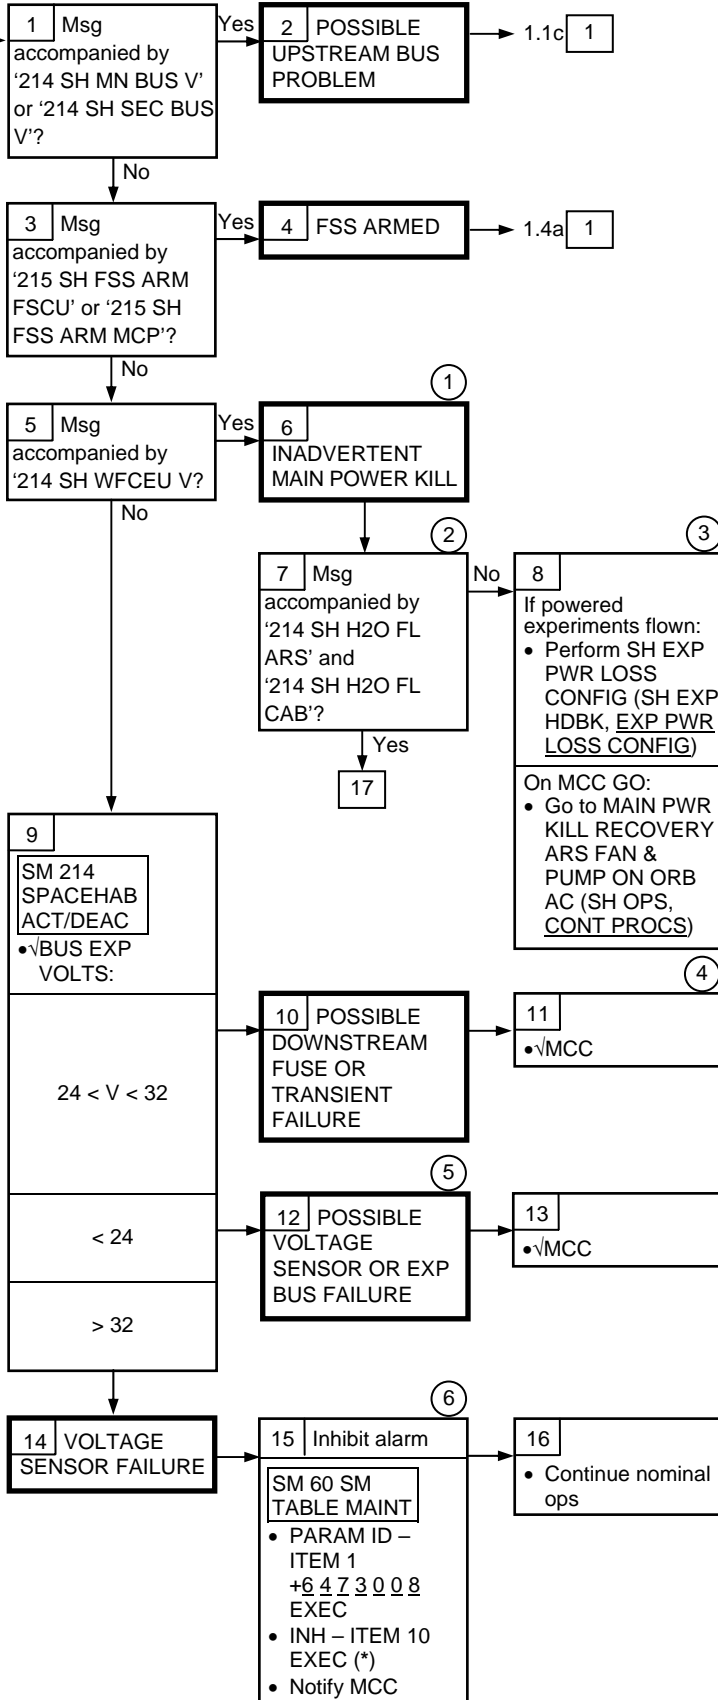 1 Msg
accompanied by
‘214 SH MN BUS V’
or ‘214 SH SEC BUS
V’?
Yes
2 POSSIBLE
UPSTREAM BUS
PROBLEM
1.1c 1
No
3 Msg
accompanied by
‘215 SH FSS ARM
FSCU’ or ‘215 SH
FSS ARM MCP’?
Yes
4 FSS ARMED
1.4a 1
No
5 Msg
accompanied by
‘214 SH WFCEU V?
Yes
1
6
INADVERTENT
MAIN POWER KILL
No
2
7 Msg
accompanied by
‘214 SH H2O FL
ARS’ and
‘214 SH H2O FL
CAB’?
No
Yes
17
3
8
If powered
experiments flown:
• Perform SH EXP
PWR LOSS
CONFIG (SH EXP
HDBK, EXP PWR
LOSS CONFIG)
On MCC GO:
• Go to MAIN PWR
KILL RECOVERY
ARS FAN &
PUMP ON ORB
AC (SH OPS,
CONT PROCS)
9
SM 214
SPACEHAB
ACT/DEAC
•√BUS EXP
VOLTS:
24 < V < 32
10 POSSIBLE
DOWNSTREAM
FUSE OR
TRANSIENT
FAILURE
4
11
•√MCC
< 24
5
12 POSSIBLE
VOLTAGE
SENSOR OR EXP
BUS FAILURE
13
•√MCC
> 32
14 VOLTAGE
SENSOR FAILURE
6
15 Inhibit alarm
SM 60 SM
TABLE MAINT
• PARAM ID –
ITEM 1
+6 4 7 3 0 0 8
EXEC
• INH – ITEM 10
EXEC (*)
• Notify MCC
16
• Continue nominal
ops